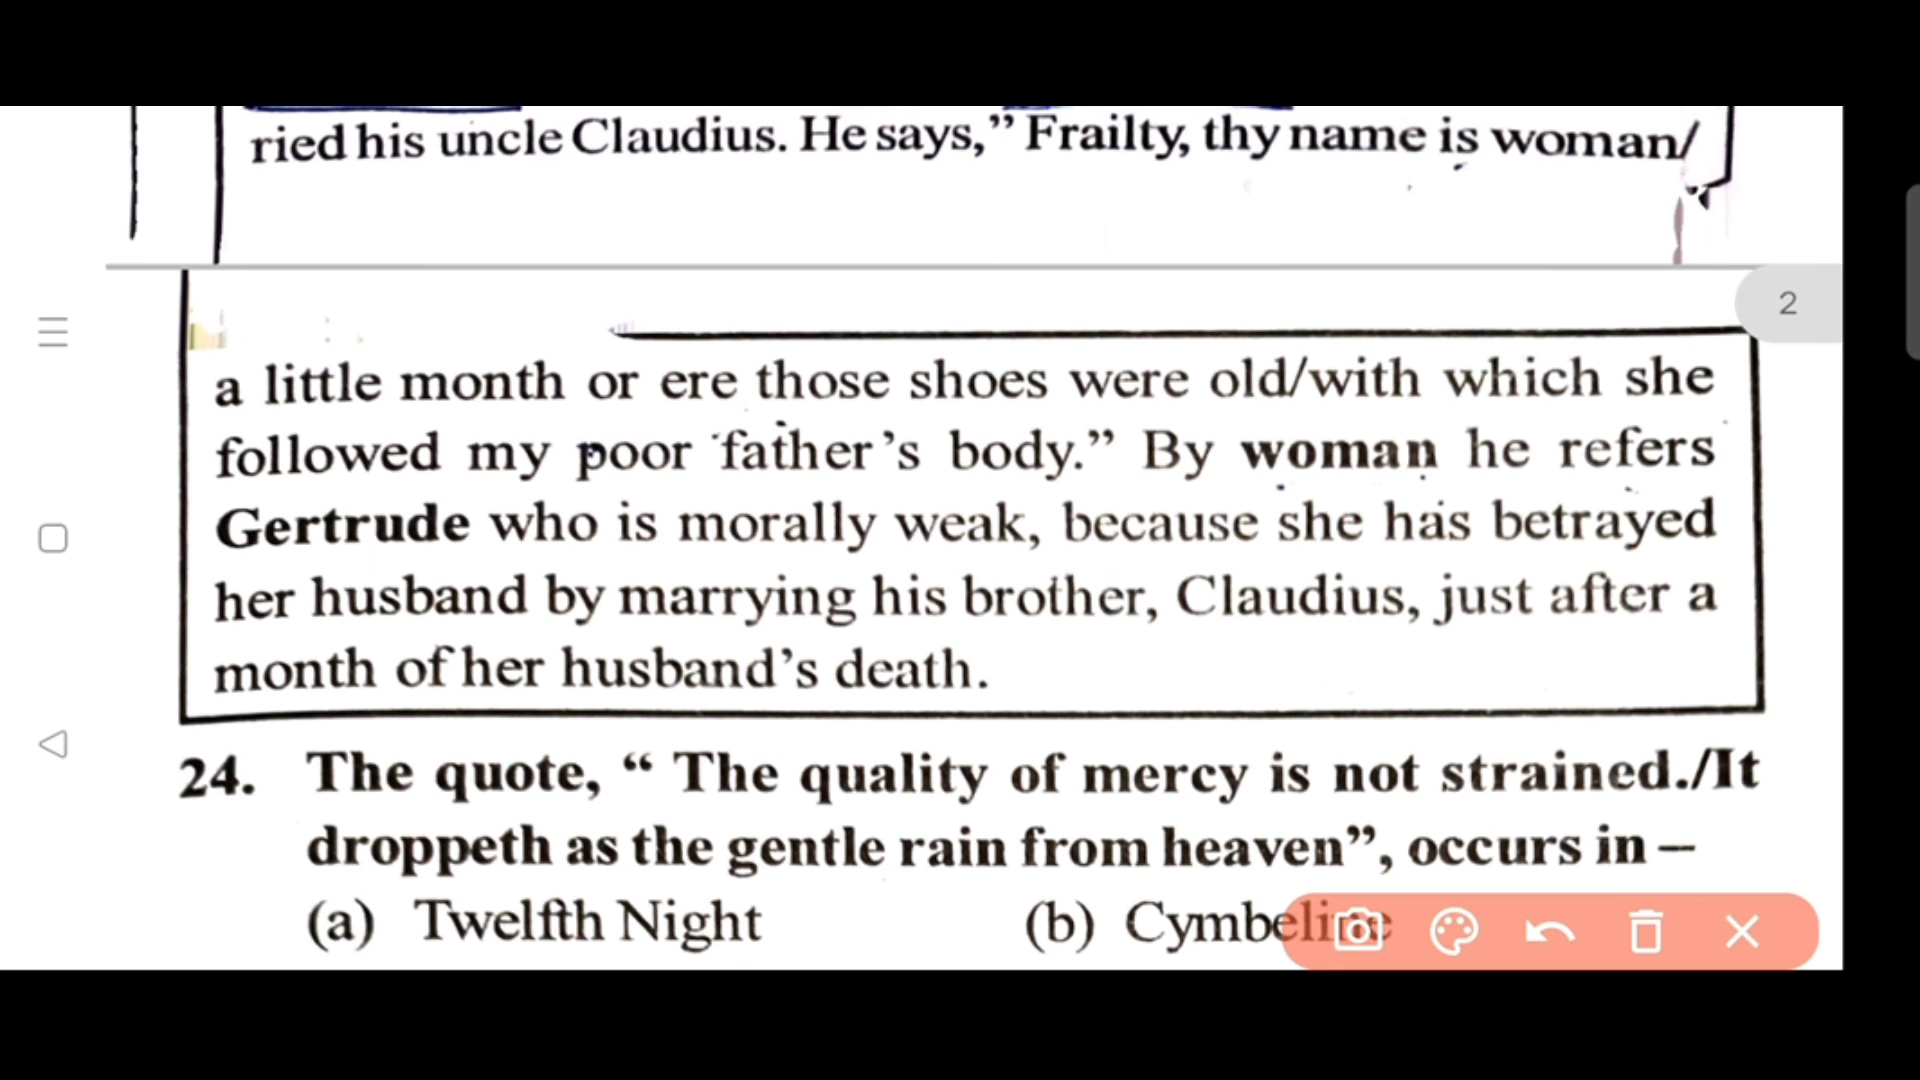 ried his uncle Claudius. He says,” Frailty, thy name is woman/
2
a little month or ere those shoes were old/with which she
followed my poor father’s body.” By woman he refers
Gertrude who is morally weak, because she has betrayed
her husband by marrying his brother, Claudius, just after a
month of her husband’s death.
24. The quote, “ The quality of mercy is not strained./It
droppeth as the gentle rain from heaven”, occurs in –
(a) Twelfth Night (b) Cymbeline